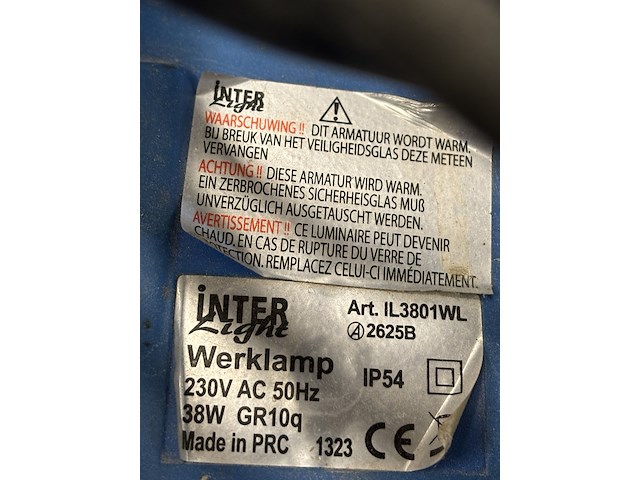 INTER
Light
WAARSCHUWING !! DIT ARMATUUR WORDT WARM,
BIJ BREUK VAN HET VEILIGHEIDSGLAS DEZE METEEN
VERVANGEN
ACHTUNG !! DIESE ARMATUR WIRD WARM.
EIN ZERBROCHENES SICHERHEISGLAS MUß
UNVERZÜGLICH AUSGETAUSCHT WERDEN.
AVERTISSEMENT !! CE LUMINAIRE PEUT DEVENIR
CHAUD, EN CAS DE RUPTURE DU VERRE DE
REMPLACEZ CELUI-CI IMMÉDIATEMENT.
INTER
Light
Art. IL3801WL
2625B
Werklamp
IP54
230V AC 50Hz
38W GR10q
Made in PRC 1323 CE